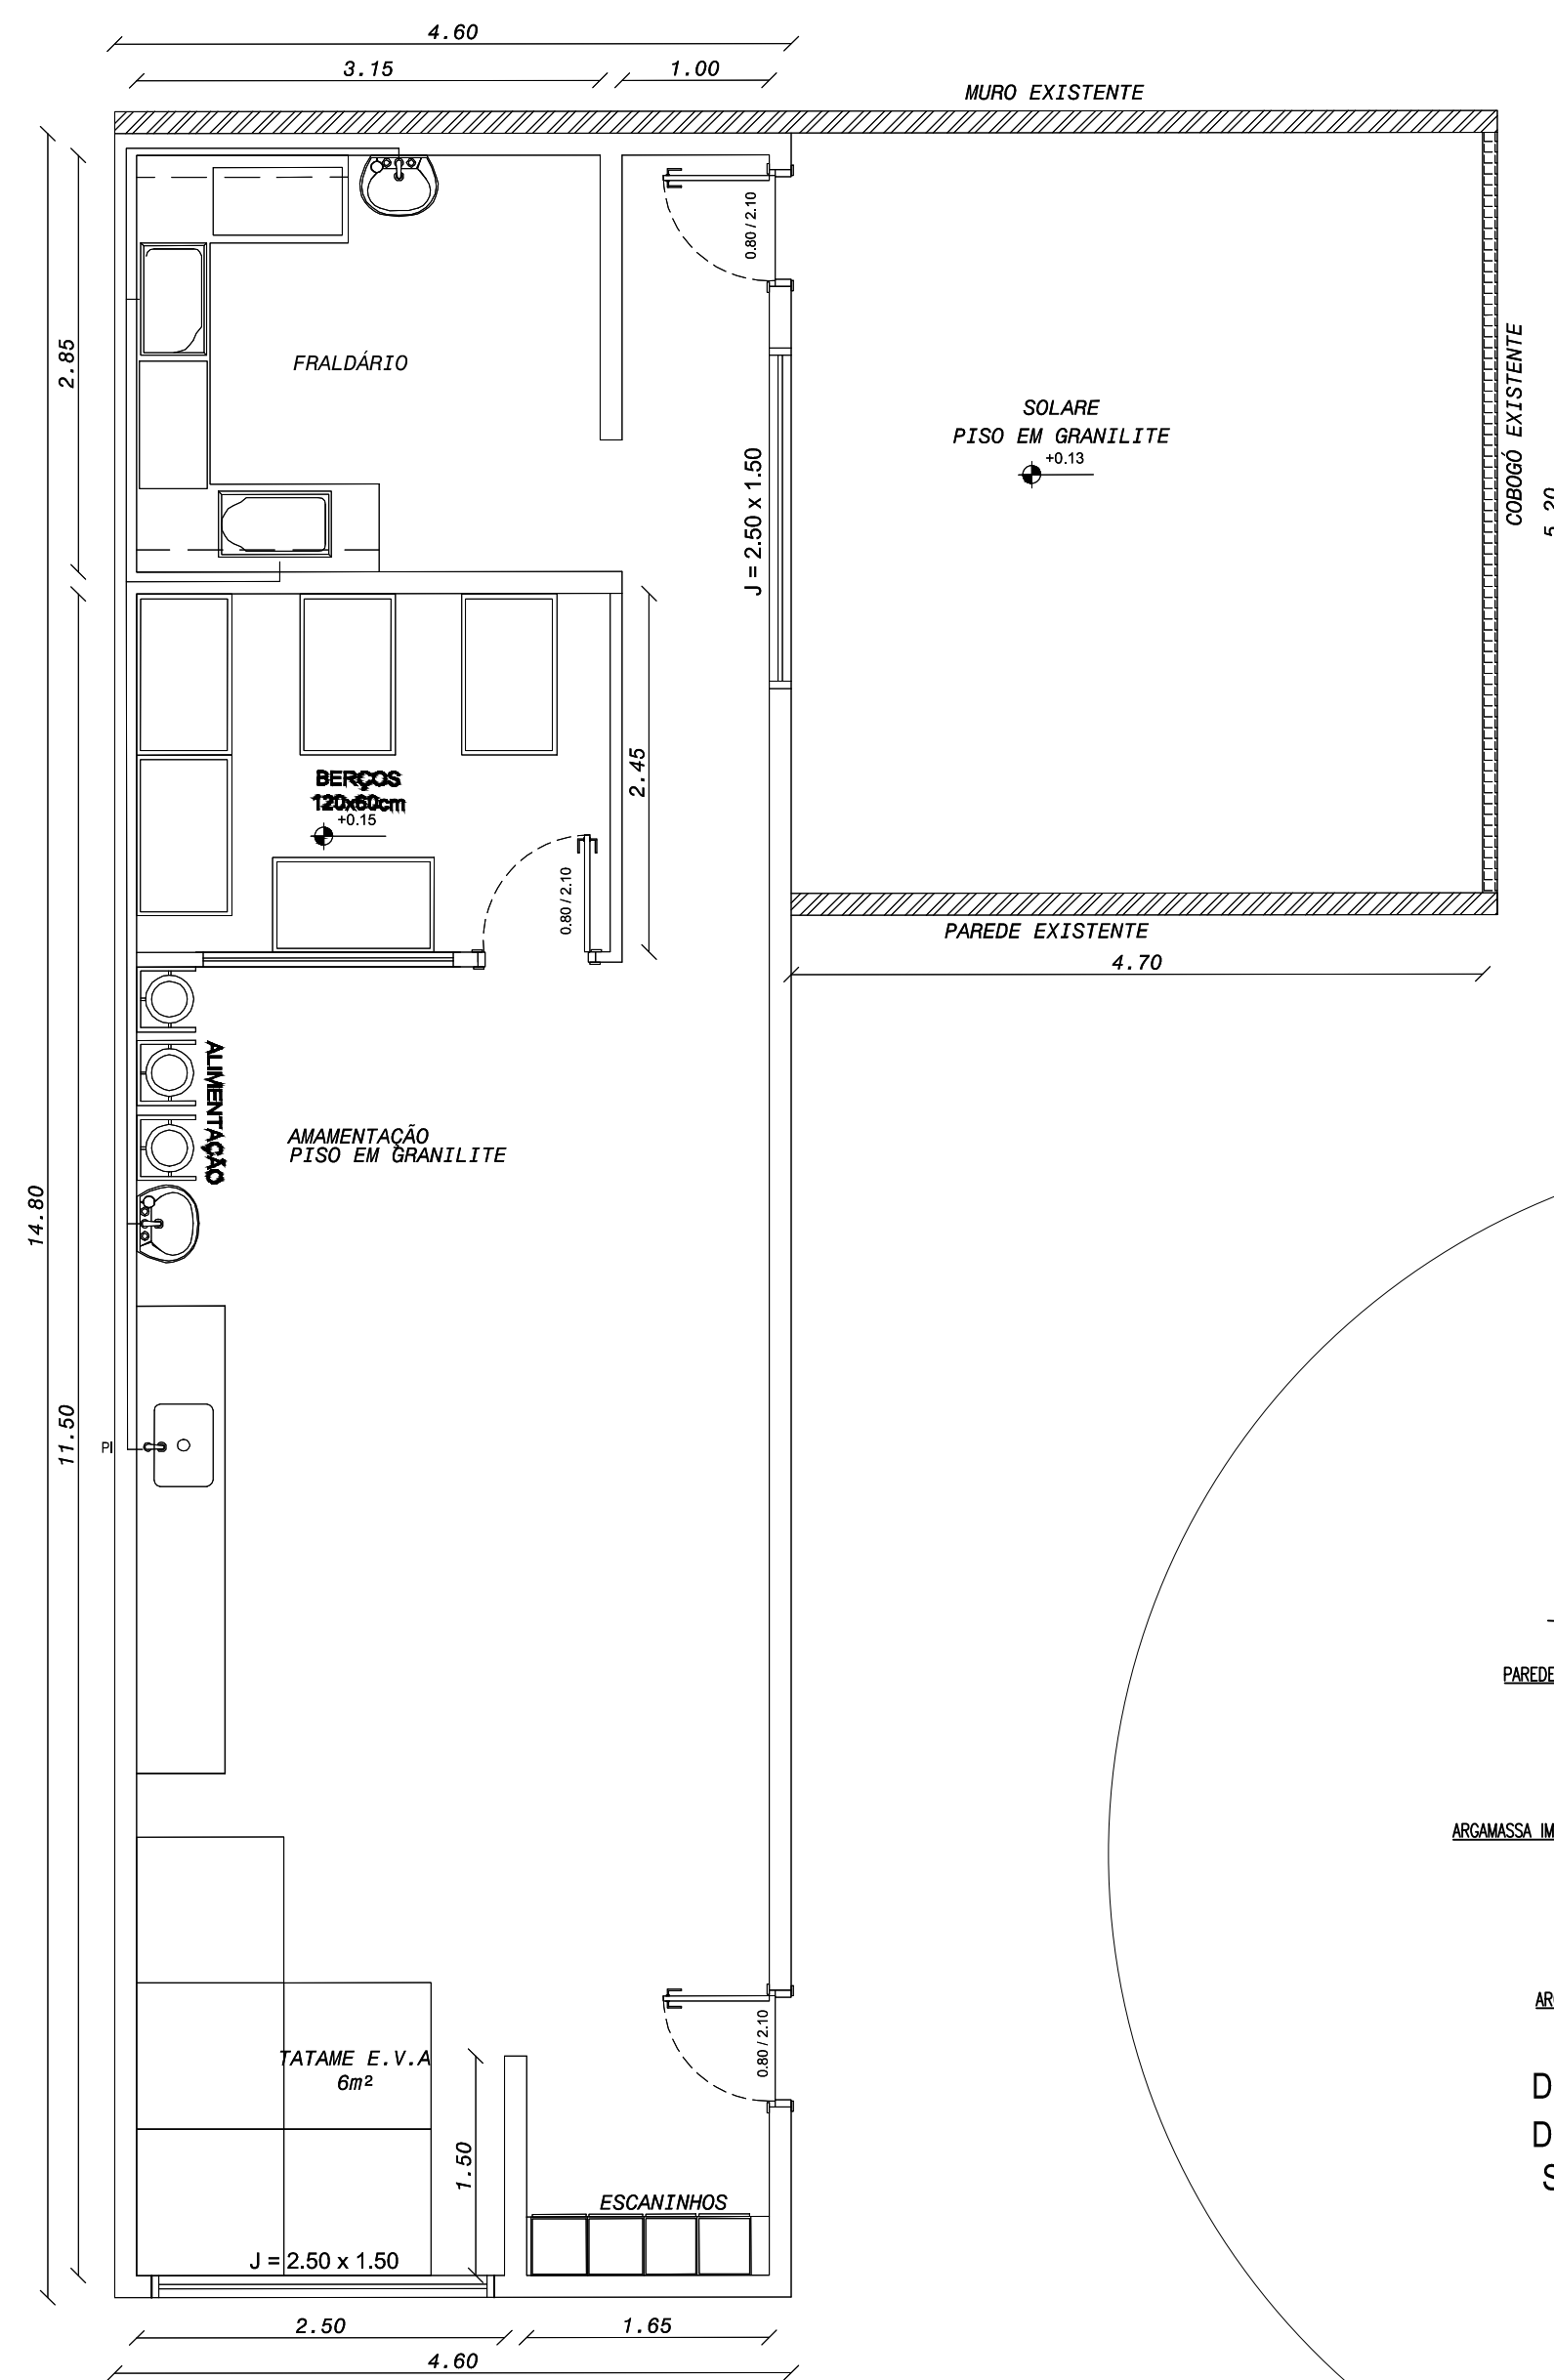 4.60
3.15
1.00
MURO EXISTENTE
0.80 / 2.10
2.85
FRALDÁRIO
SOLARE
PISO EM GRANILITE
+0.13
COBOGÓ EXISTENTE
5.20
J = 2.50 x 1.50
2.45
BERÇOS
120x60cm
+0.15
0.80 / 2.10
PAREDE EXISTENTE
4.70
ALIMENTAÇÃO
AMAMENTAÇÃO
PISO EM GRANILITE
14.80
11.50
PI
PAREDE
ARGAMASSA IM
AR
0.80 / 2.10
TATAME E.V.A
6m²
D
D
S
1.50
ESCANINHOS
J = 2.50 x 1.50
2.50
1.65
4.60